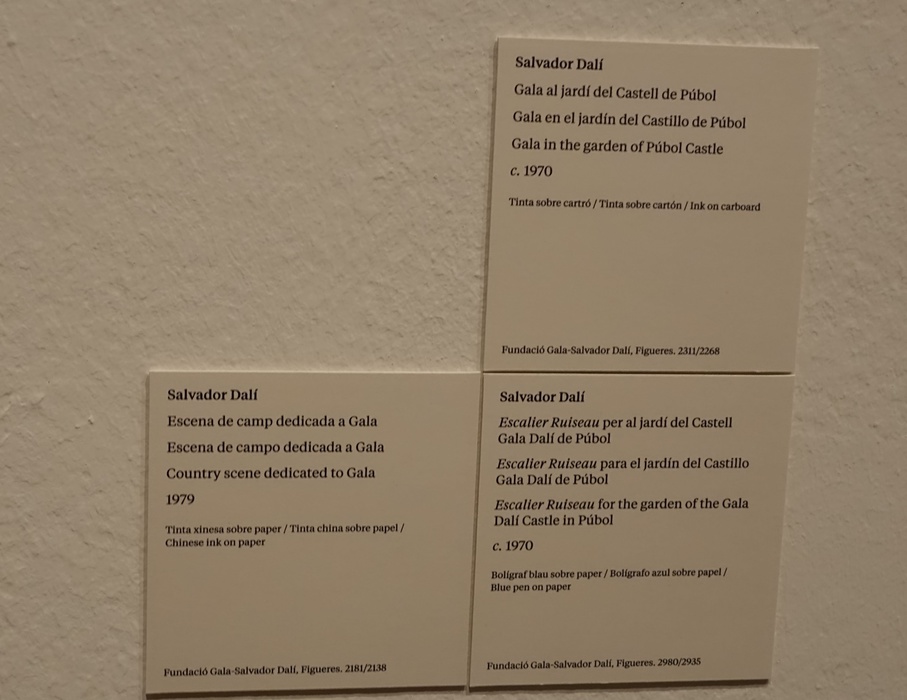 Salvador Dalí
Gala al jardí del Castell de Púbol
Gala en el jardín del Castillo de Púbol
Gala in the garden of Púbol Castle
c. 1970
Tinta sobre cartró / Tinta sobre cartón / Ink on carboard
Fundació Gala-Salvador Dalí, Figueres. 2311/2268
Salvador Dalí
Escena de camp dedicada a Gala
Escena de campo dedicada a Gala
Country scene dedicated to Gala
1979
Tinta xinesa sobre paper / Tinta china sobre papel /
Chinese ink on paper
Fundació Gala-Salvador Dalí, Figueres. 2181/2138
Salvador Dalí
Escalier Ruiseau per al jardí del Castell
Gala Dalí de Púbol
Escalier Ruiseau para el jardín del Castillo
Gala Dalí de Púbol
Escalier Ruiseau for the garden of the Gala
Dalí Castle in Púbol
c. 1970
Bolígraf blau sobre paper / Bolígrafo azul sobre papel /
Blue pen on paper
Fundació Gala-Salvador Dalí, Figueres. 2980/2935